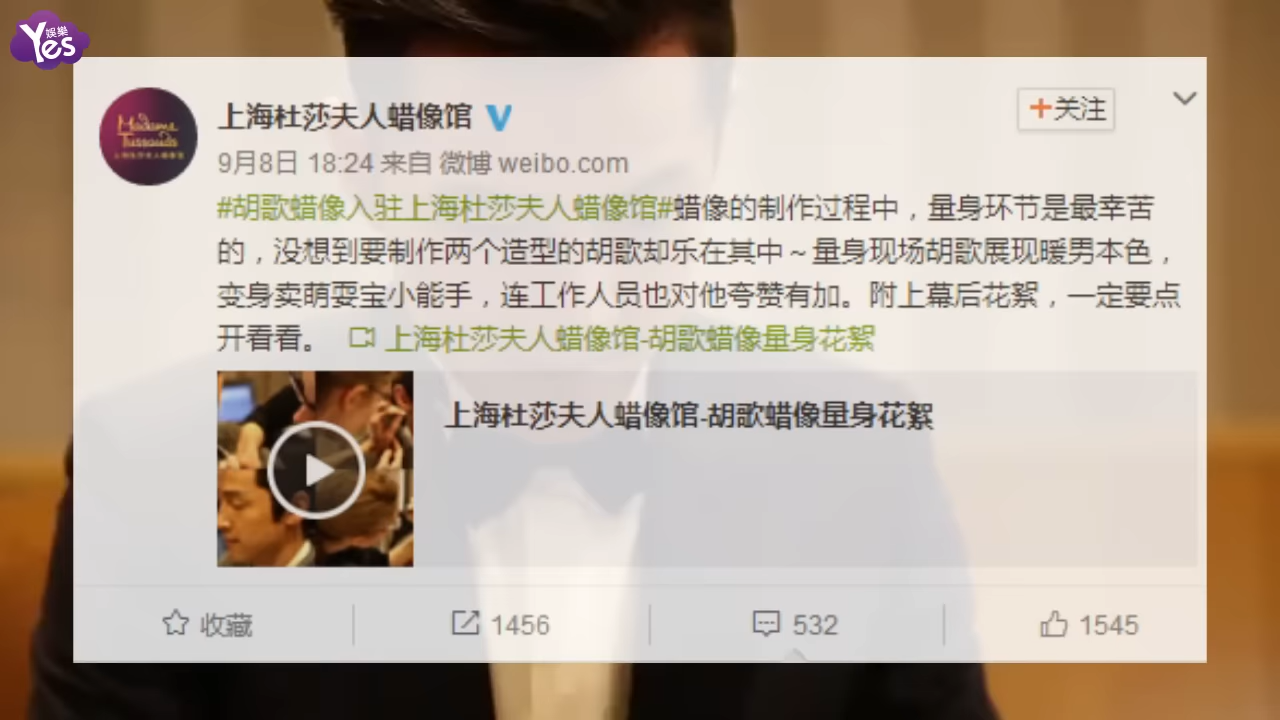 Yes娛樂
上海杜莎夫人蜡像馆
+关注
Madame Tussauds
9月8日 18:24 来自 微博 weibo.com
#胡歌蜡像入驻上海杜莎夫人蜡像馆#蜡像的制作过程中，量身环节是最幸苦
的，没想到要制作两个造型的胡歌却乐在其中～量身现场胡歌展现暖男本色，
变身卖萌耍宝小能手，连工作人员也对他夸赞有加。附上幕后花絮，一定要点
开看看。 上海杜莎夫人蜡像馆-胡歌蜡像量身花絮
上海杜莎夫人蜡像馆-胡歌蜡像量身花絮
收藏
1456
532
1545